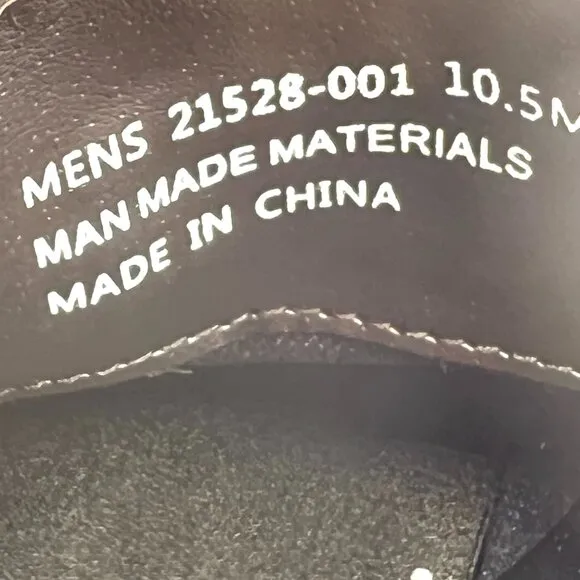 MENS 21528-001 10.5M
MAN MADE MATERIALS
MADE IN CHINA